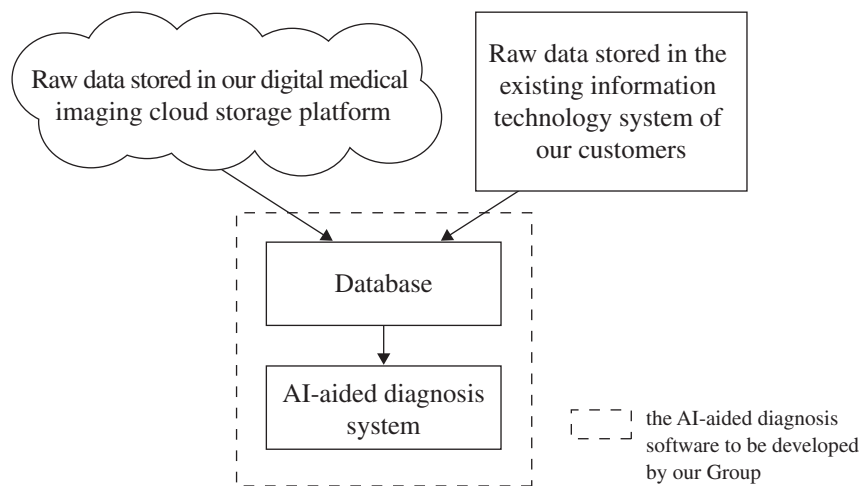 Raw data stored in our digital medical
imaging cloud storage platform
Raw data stored in the
existing information
technology system of
our customers
Database
AI-aided diagnosis
system
the AI-aided diagnosis
software to be developed
by our Group